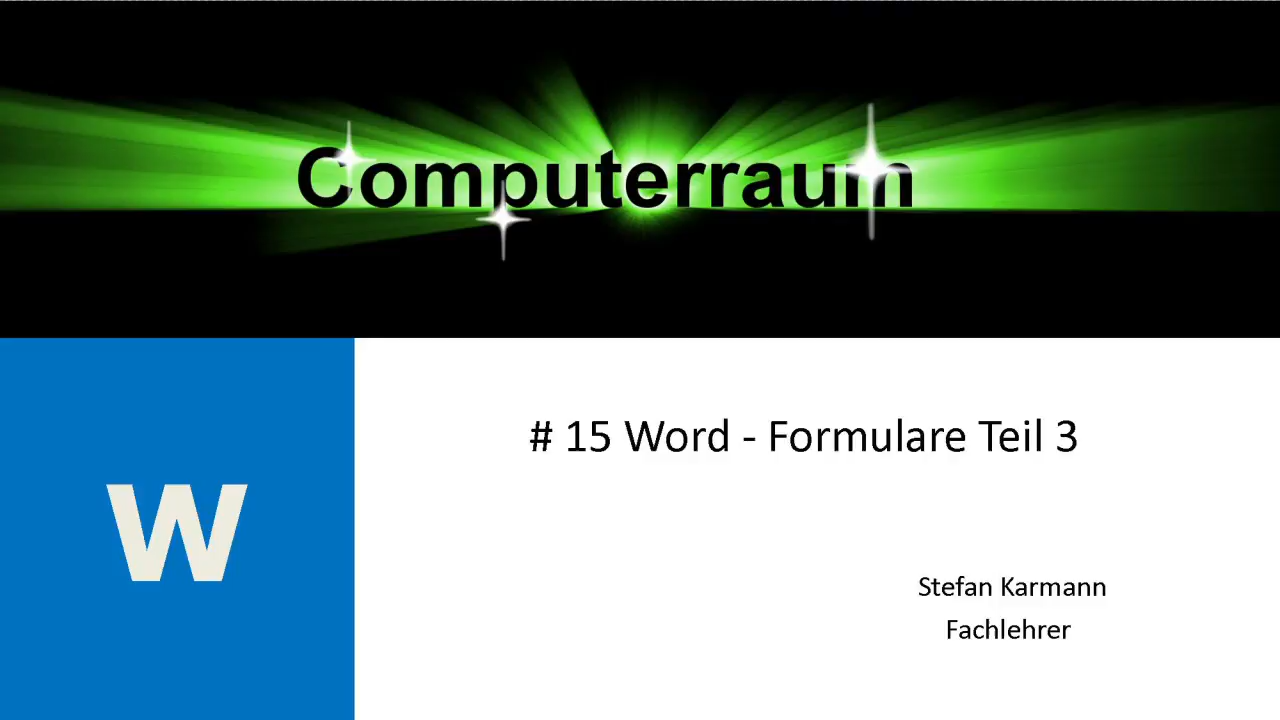 Computerraum
# 15 Word - Formulare Teil 3
W
Stefan Karmann
Fachlehrer